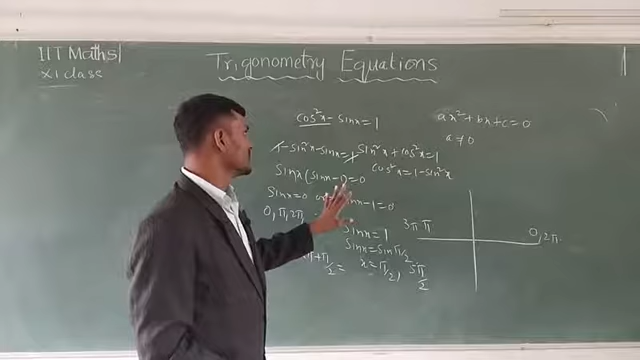 IIT Maths
XI class
Trigonometry Equations
cos²x - sinx = 1
1 - sin²x - sinx = 1
sinx (sinx - 1) = 0
sinx = 0 or sinx - 1 = 0
0, π, 2π,
sinx = 1
sinx = sin π/2
x = π/2, 5π/2
sin²x + cos²x = 1
cos²x = 1 - sin²x
ax² + bx + c = 0
a ≠ 0
3π π
0, 2π